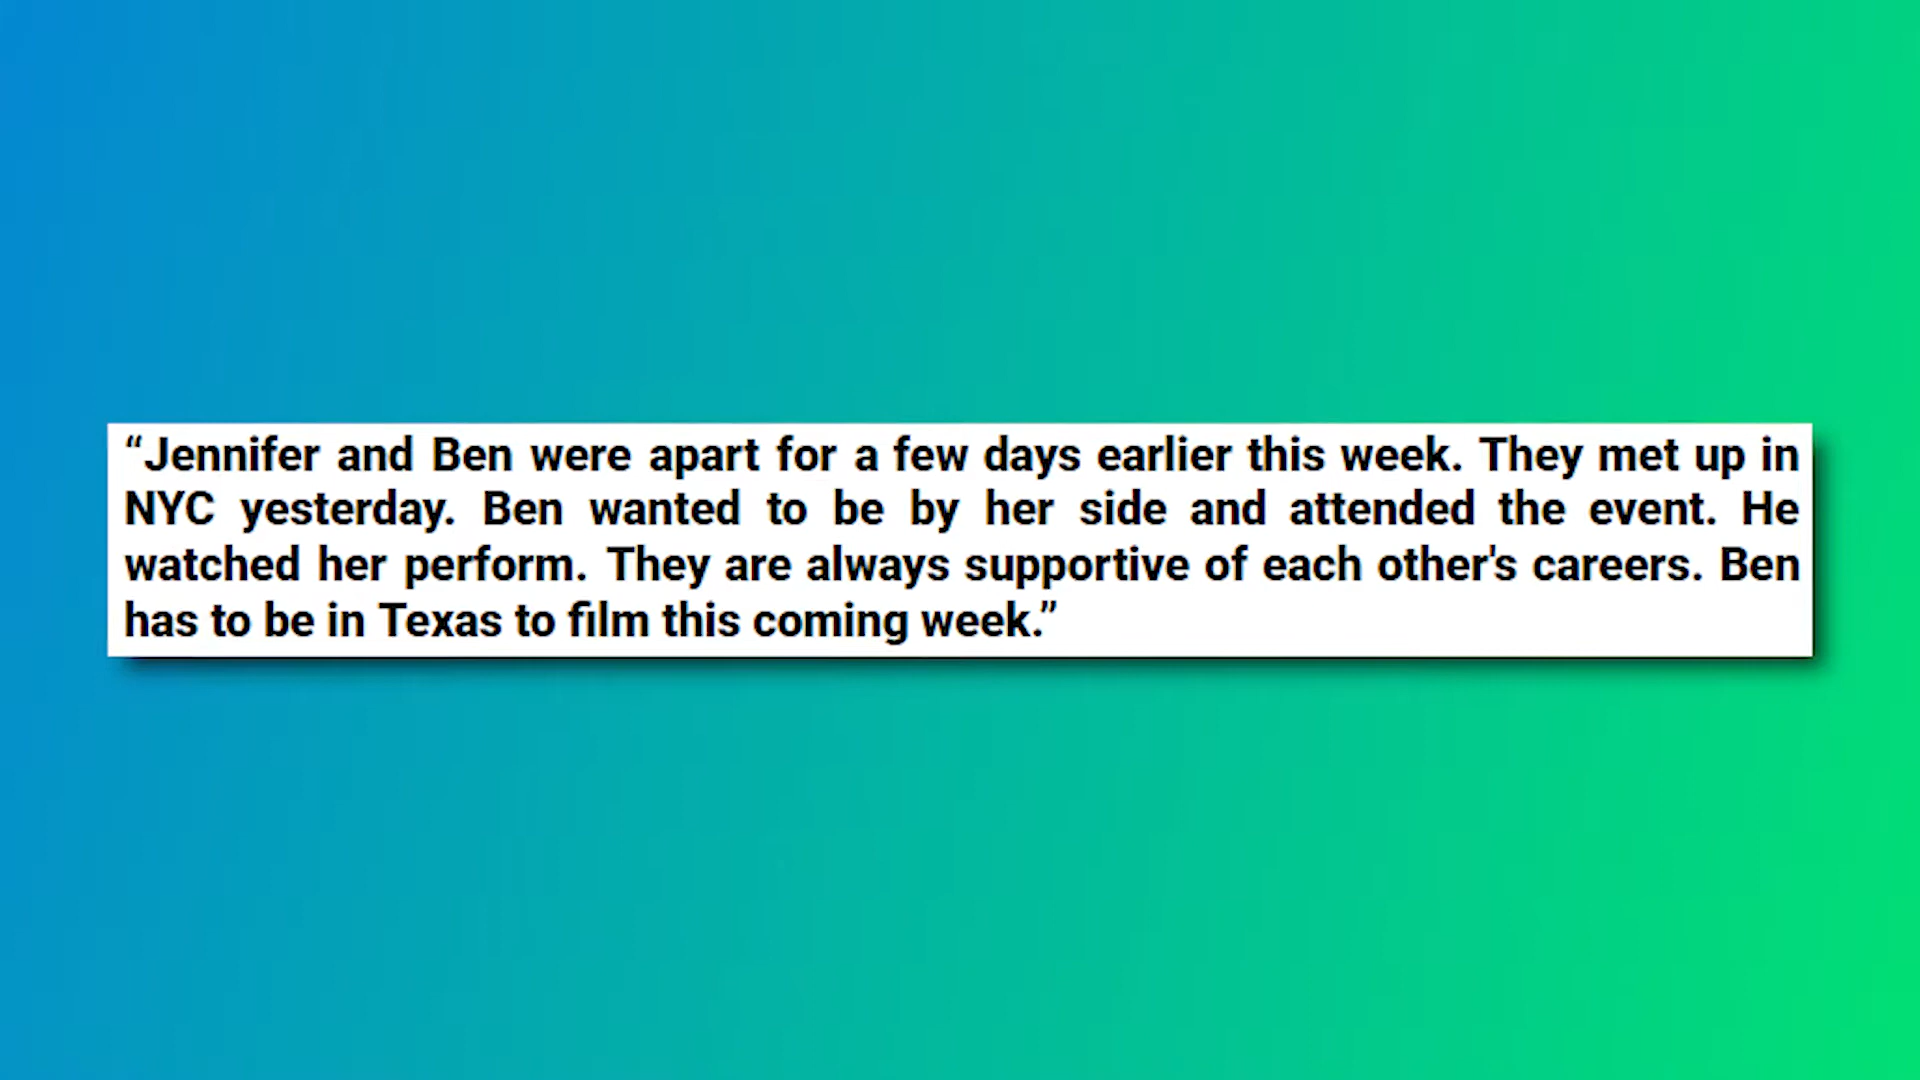 “Jennifer and Ben were apart for a few days earlier this week. They met up in
NYC yesterday. Ben wanted to be by her side and attended the event. He
watched her perform. They are always supportive of each other's careers. Ben
has to be in Texas to film this coming week.”